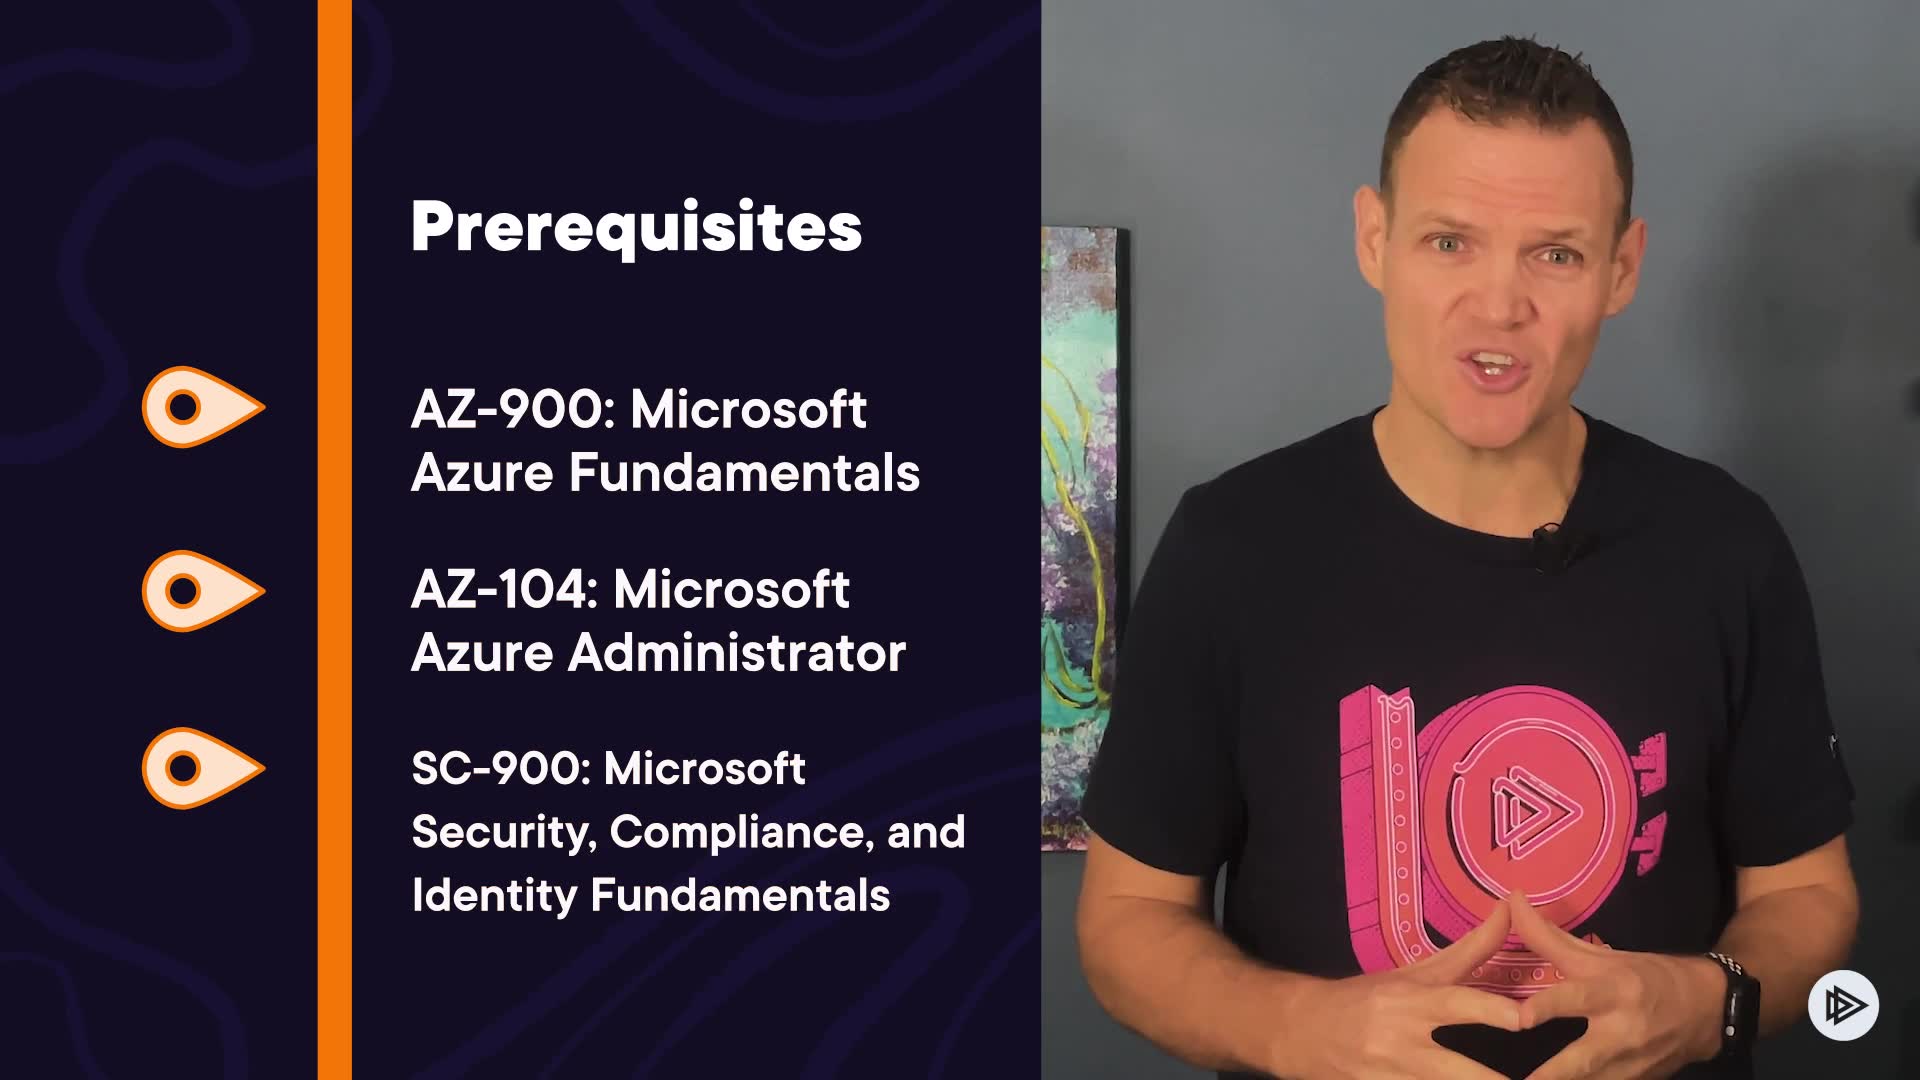 Prerequisites
AZ-900: Microsoft
Azure Fundamentals
AZ-104: Microsoft
Azure Administrator
SC-900: Microsoft
Security, Compliance, and
Identity Fundamentals